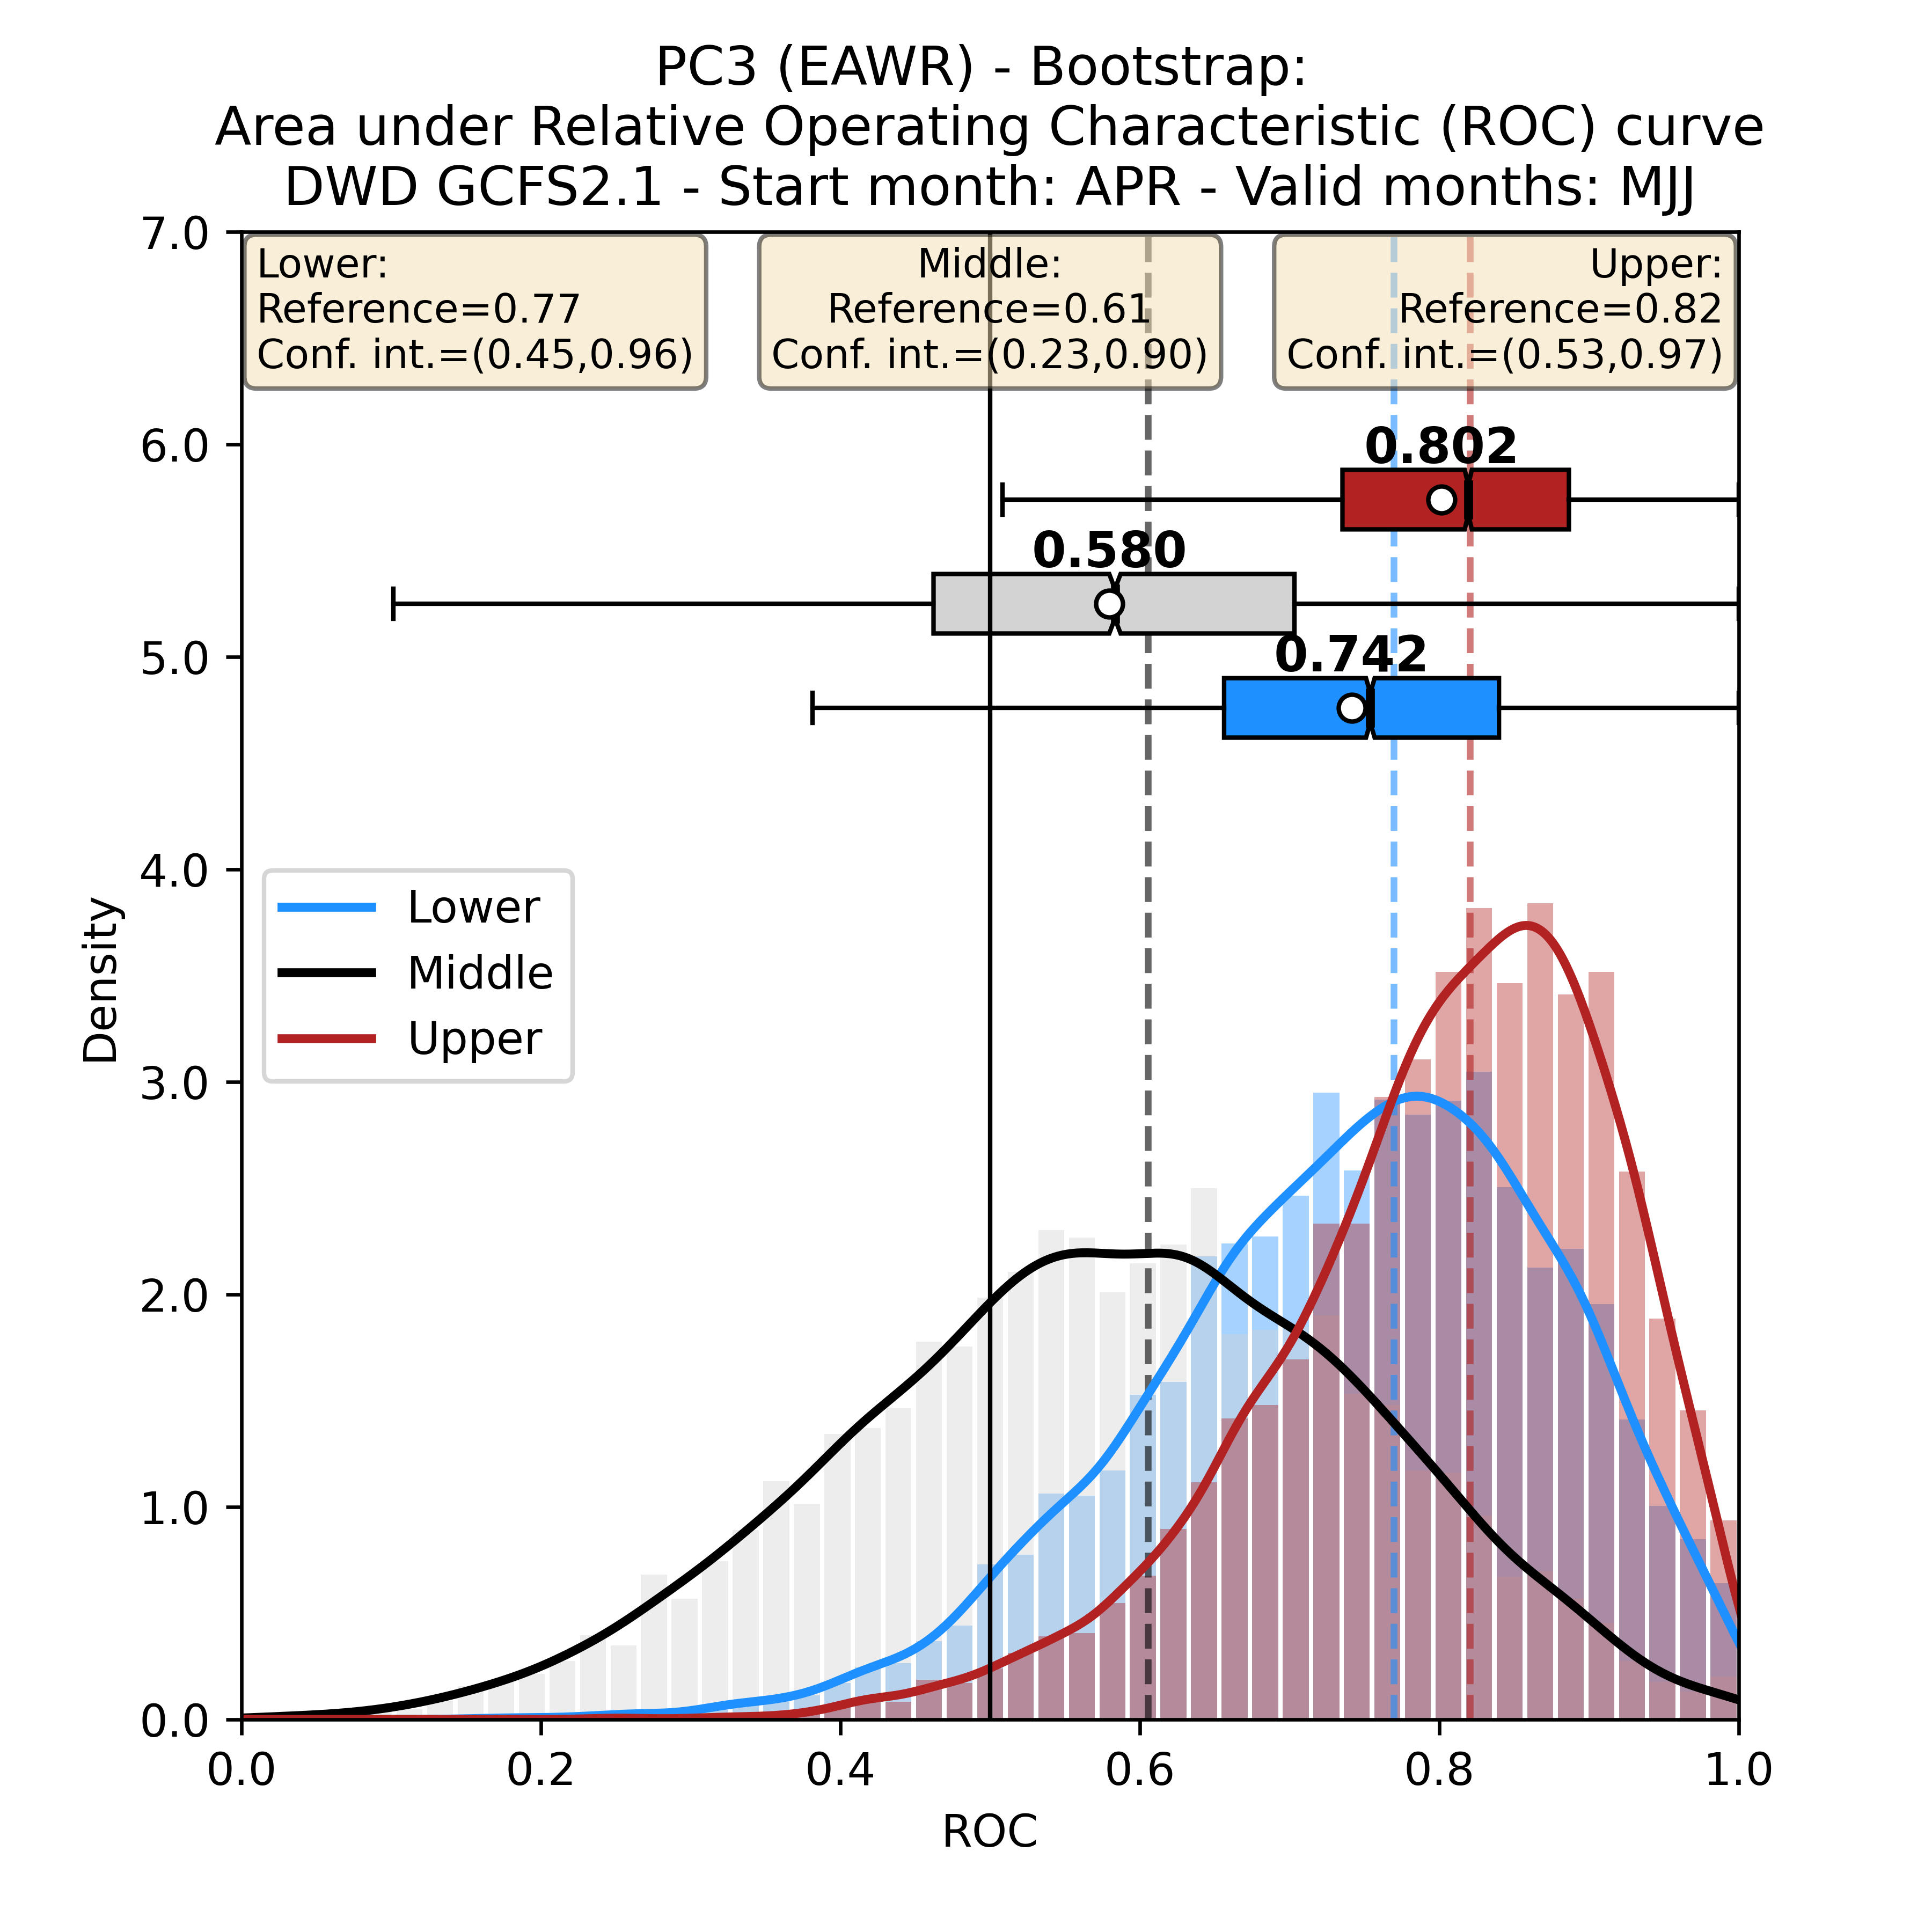 PC3 (EAWR) - Bootstrap:
Area under Relative Operating Characteristic (ROC) curve
DWD GCFS2.1 - Start month: APR - Valid months: MJJ
Lower:
Reference=0.77
Conf. int.=(0.45,0.96)
Middle:
Reference=0.61
Conf. int.=(0.23,0.90)
Upper:
Reference=0.82
Conf. int.=(0.53,0.97)
0.802
0.580
0.742
7.0
6.0
5.0
4.0
3.0
2.0
1.0
0.0
Density
Lower
Middle
Upper
0.0
0.2
0.4
0.6
0.8
1.0
ROC